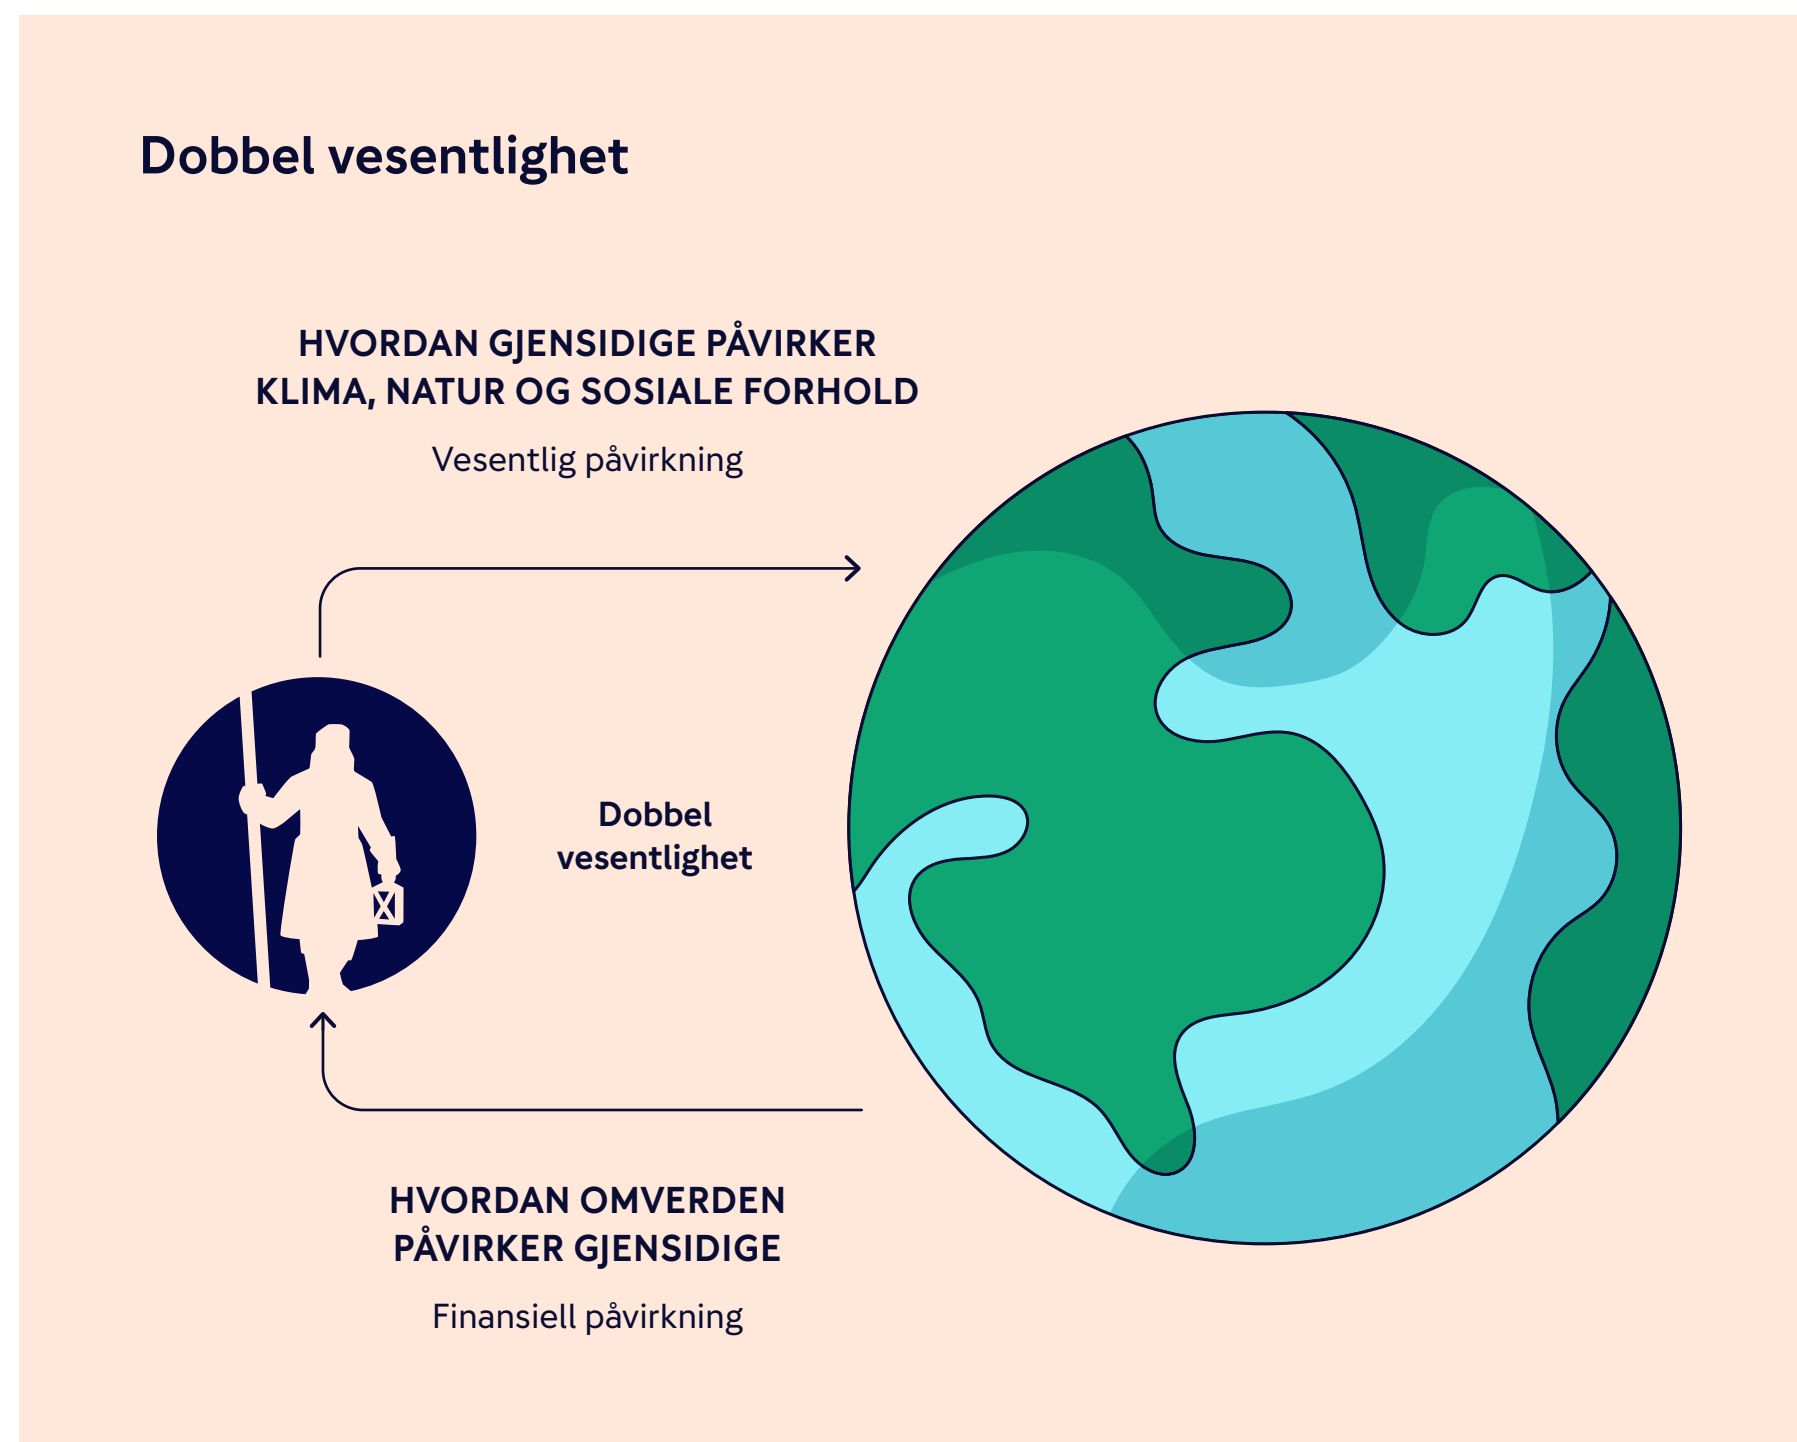 Dobbel vesentlighet
HVORDAN GJENSIDIGE PÅVIRKER
KLIMA, NATUR OG SOSIALE FORHOLD
Vesentlig påvirkning
Dobbel
vesentlighet
HVORDAN OMVERDEN
PÅVIRKER GJENSIDIGE
Finansiell påvirkning